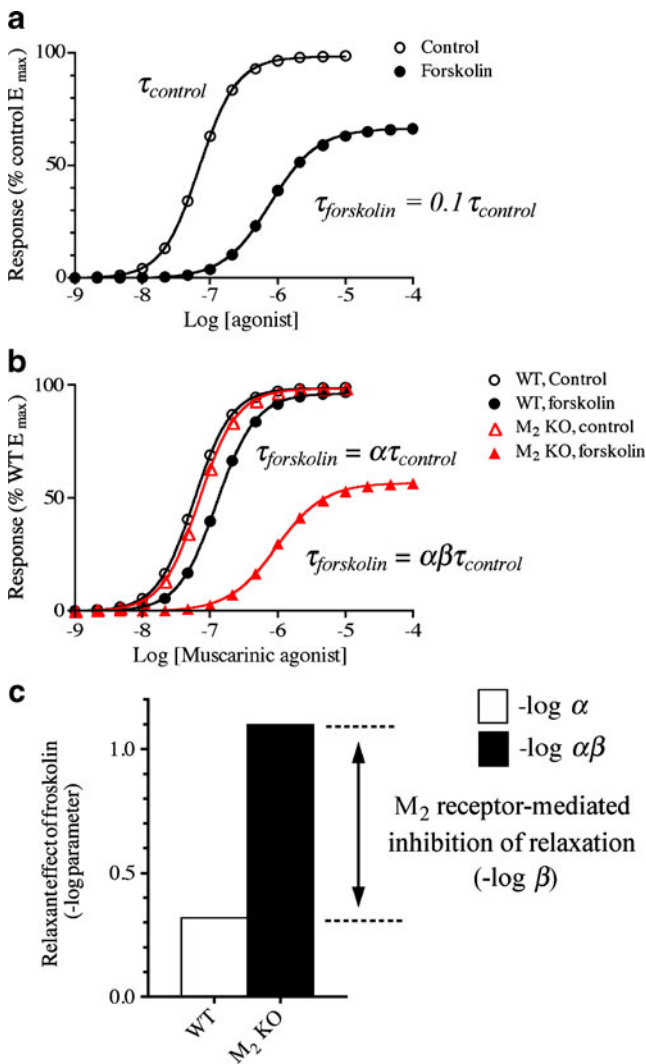 a
Control
Forskolin
Response (% control E max)
100
50
0
τcontrol
τforskolin = 0.1 τcontrol
-9 -8 -7 -6 -5 -4
Log [agonist]
b
WT, Control
WT, forskolin
M2 KO, control
M2 KO, forskolin
Response (% WT E max)
100
50
0
τforskolin = ατcontrol
τforskolin = αβτcontrol
-9 -8 -7 -6 -5 -4
Log [Muscarinic agonist]
c
-log α
-log αβ
Relaxant effect of froskolin
(-log parameter)
1.0
0.5
0.0
M2 receptor-mediated
inhibition of relaxation
(-log β)
WT
M2 KO